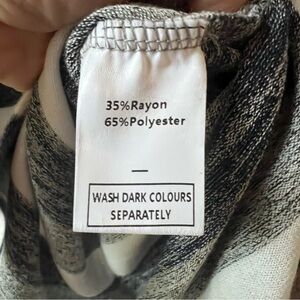 35%Rayon
65%Polyester
—
WASH DARK COLOURS
SEPARATELY